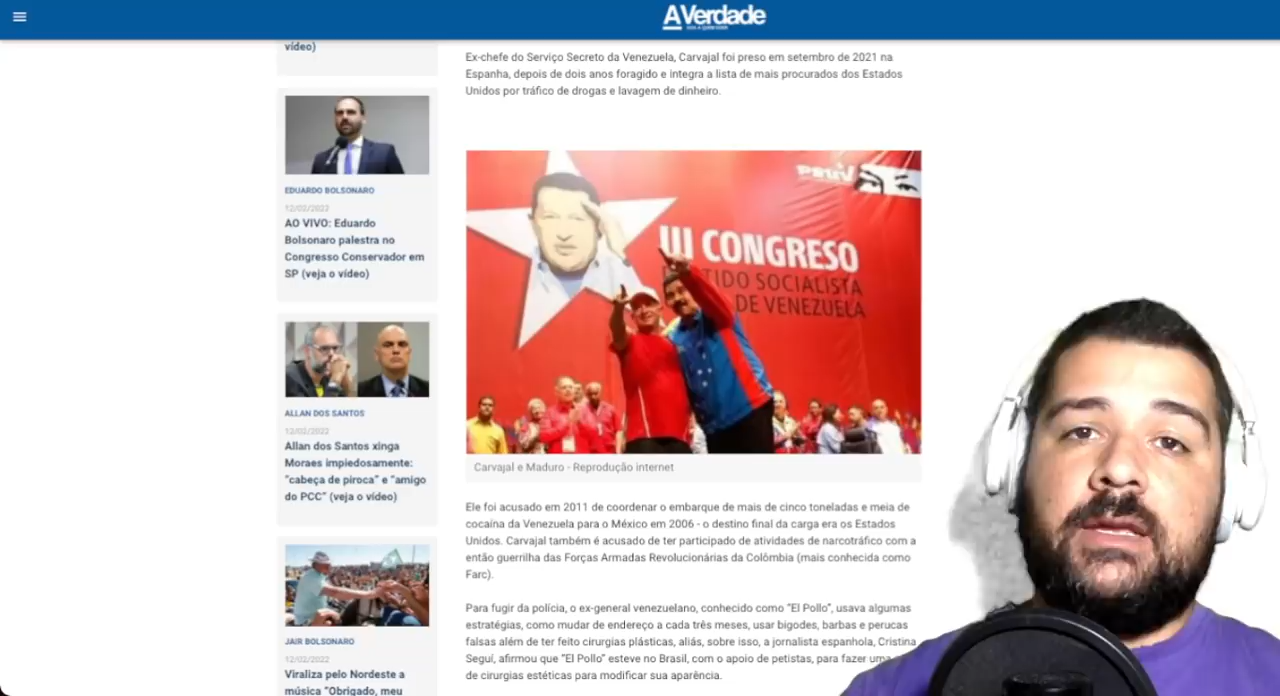 AVerdade
vídeo)
EDUARDO BOLSONARO
12/02/2022
AO VIVO: Eduardo
Bolsonaro palestra no
Congresso Conservador em
SP (veja o vídeo)
ALLAN DOS SANTOS
12/02/2022
Allan dos Santos xinga
Moraes impiedosamente:
"cabeça de piroca" e "amigo
do PCC" (veja o vídeo)
JAIR BOLSONARO
12/02/2022
Viraliza pelo Nordeste a
música "Obrigado, meu
Ex-chefe do Serviço Secreto da Venezuela, Carvajal foi preso em setembro de 2021 na
Espanha, depois de dois anos foragido e integra a lista de mais procurados dos Estados
Unidos por tráfico de drogas e lavagem de dinheiro.
PSUV
III CONGRESO
PARTIDO SOCIALISTA
DE VENEZUELA
Carvajal e Maduro - Reprodução internet
Ele foi acusado em 2011 de coordenar o embarque de mais de cinco toneladas e meia de
cocaína da Venezuela para o México em 2006 - o destino final da carga era os Estados
Unidos. Carvajal também é acusado de ter participado de atividades de narcotráfico com a
então guerrilha das Forças Armadas Revolucionárias da Colômbia (mais conhecida como
Farc).
Para fugir da polícia, o ex-general venezuelano, conhecido como "El Pollo", usava algumas
estratégias, como mudar de endereço a cada três meses, usar bigodes, barbas e perucas
falsas além de ter feito cirurgias plásticas, aliás, sobre isso, a jornalista espanhola, Cristina
Seguí, afirmou que "El Pollo" esteve no Brasil, com o apoio de petistas, para fazer uma
de cirurgias estéticas para modificar sua aparência.